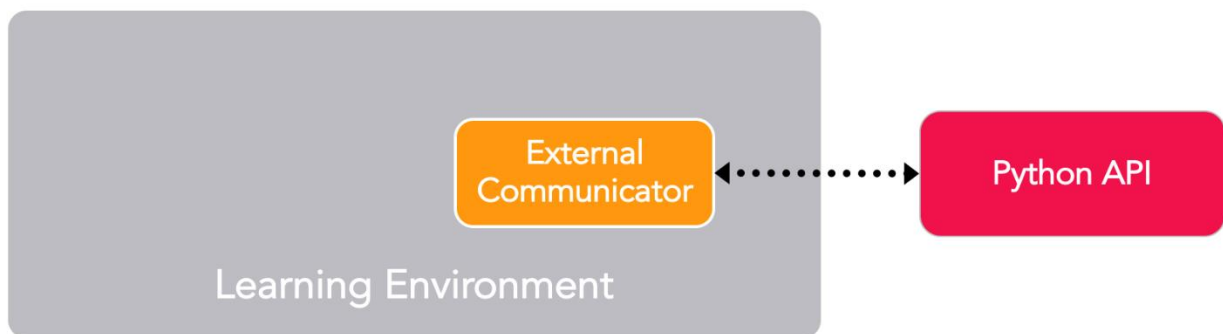 External
Communicator
Python API
Learning Environment